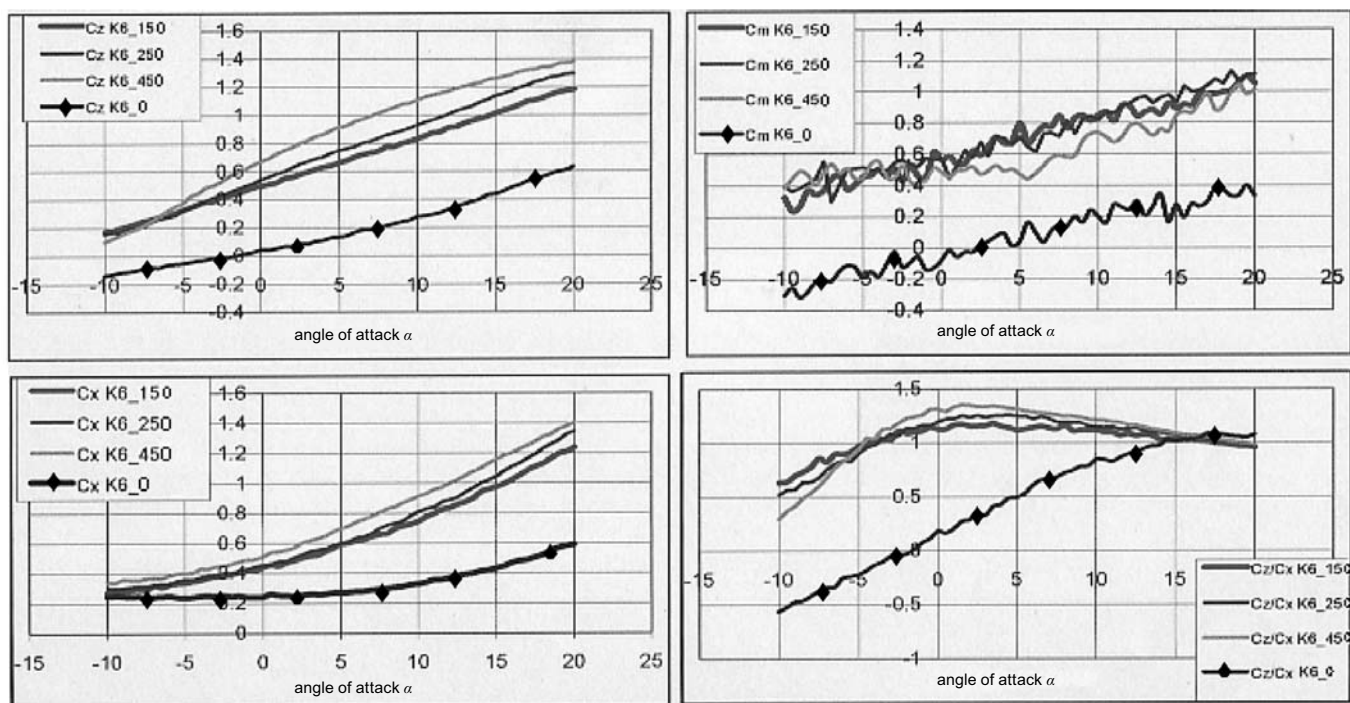 Cz K6_150
Cz K6_250
Cz K6_450
Cz K6_0
1.6
1.4
1.2
1
0.8
0.6
0.4
0.2
0
-15 -10 -5 0 5 10 15 20 25
-0.2
-0.4
angle of attack α
Cm K6_150
Cm K6_250
Cm K6_450
Cm K6_0
1.4
1.2
1
0.8
0.6
0.4
0.2
0
-15 -10 -5 0 5 10 15 20 25
-0.2
-0.4
angle of attack α
Cx K6_150
Cx K6_250
Cx K6_450
Cx K6_0
1.6
1.4
1.2
1
0.8
0.6
0.4
0.2
0
-15 -10 -5 0 5 10 15 20 25
angle of attack α
1.5
1
0.5
0
-15 -10 -5 0 5 10 15
-0.5
-1
Cz/Cx K6_150
Cz/Cx K6_250
Cz/Cx K6_450
Cz/Cx K6_0
angle of attack α